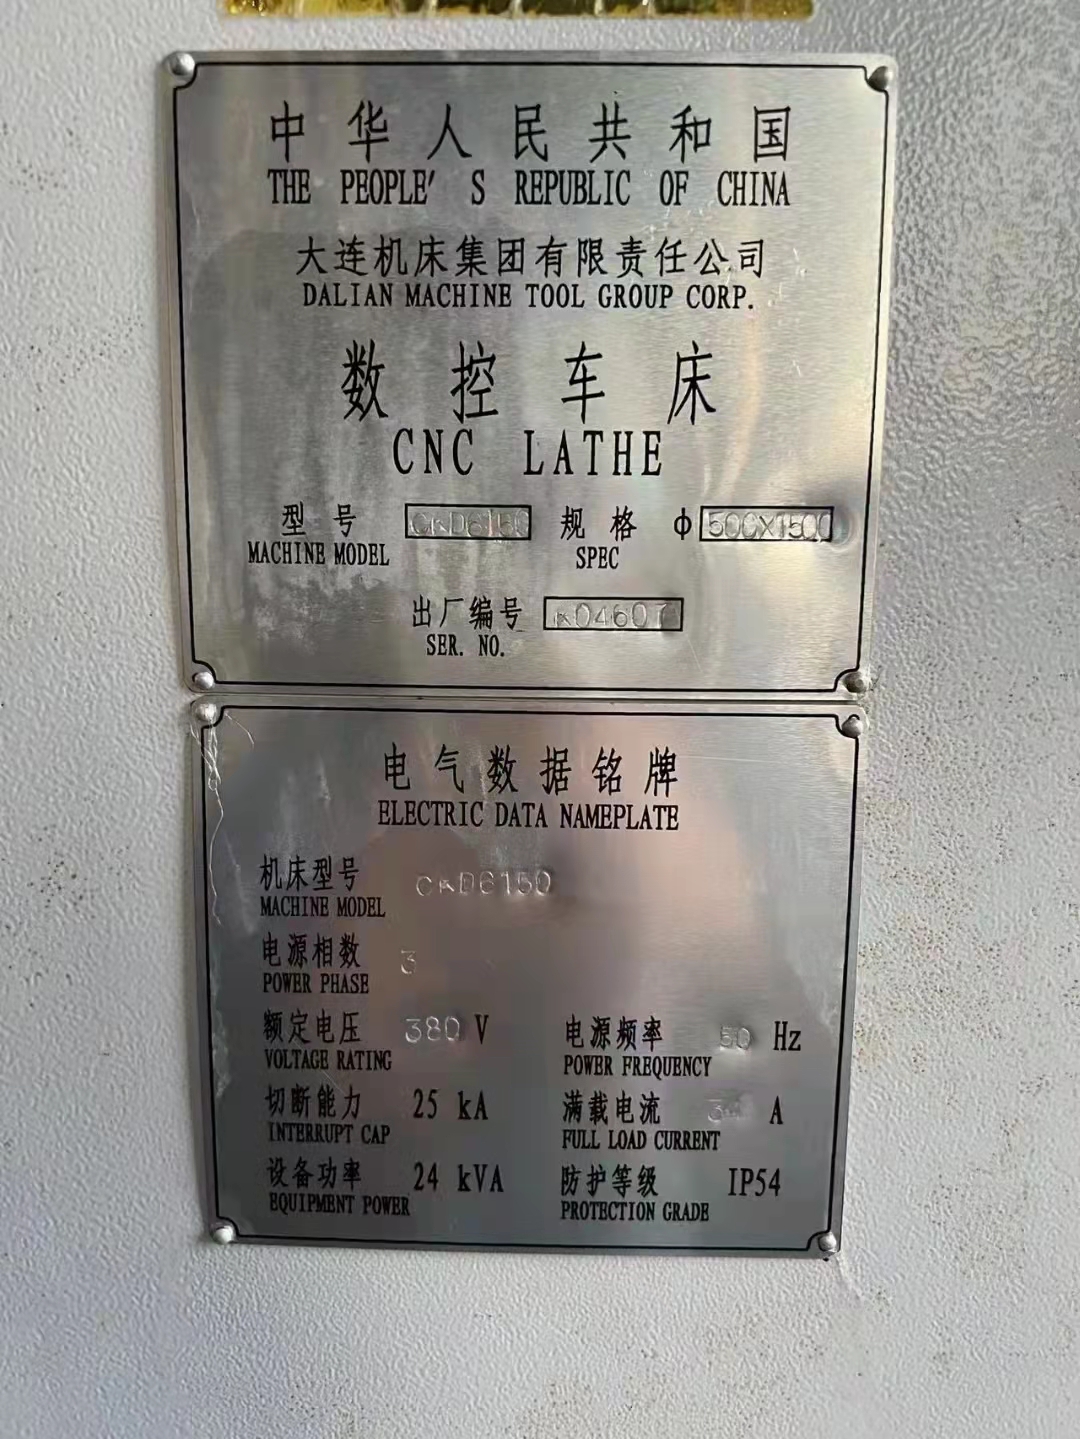 中华人民共和国
THE PEOPLE'S REPUBLIC OF CHINA
大连机床集团有限责任公司
DALIAN MACHINE TOOL GROUP CORP.
数控车床
CNC LATHE
型号 CKD6150 规格 φ 500X1500
MACHINE MODEL SPEC
出厂编号 K04607
SER. NO.
电气数据铭牌
ELECTRIC DATA NAMEPLATE
机床型号 CKD6150
MACHINE MODEL
电源相数 3
POWER PHASE
额定电压 380 V 电源频率 50 Hz
VOLTAGE RATING POWER FREQUENCY
切断能力 25 kA 满载电流 A
INTERRUPT CAP FULL LOAD CURRENT
设备功率 24 kVA 防护等级 IP54
EQUIPMENT POWER PROTECTION GRADE